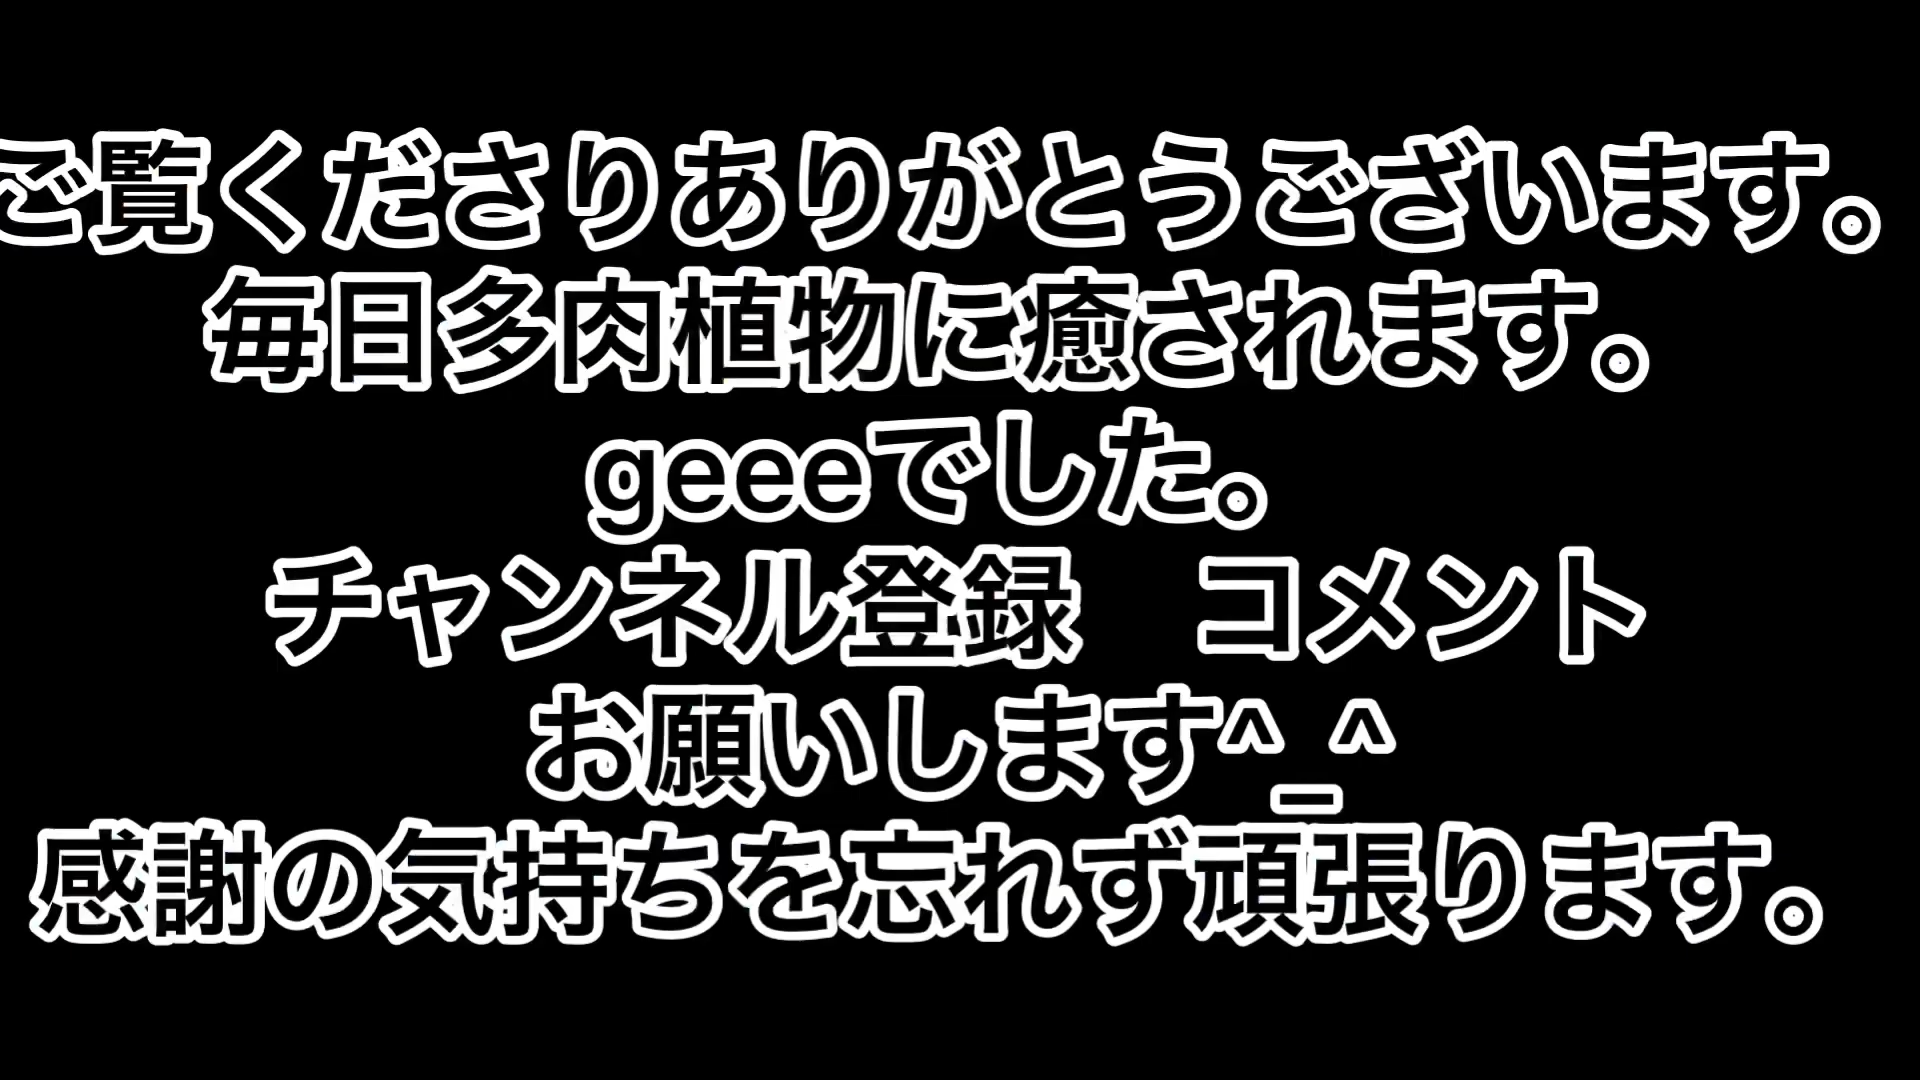 ご覧くださりありがとうございます。
毎日多肉植物に癒されます。
geeeでした。
チャンネル登録　コメント
お願いします^_^
感謝の気持ちを忘れず頑張ります。